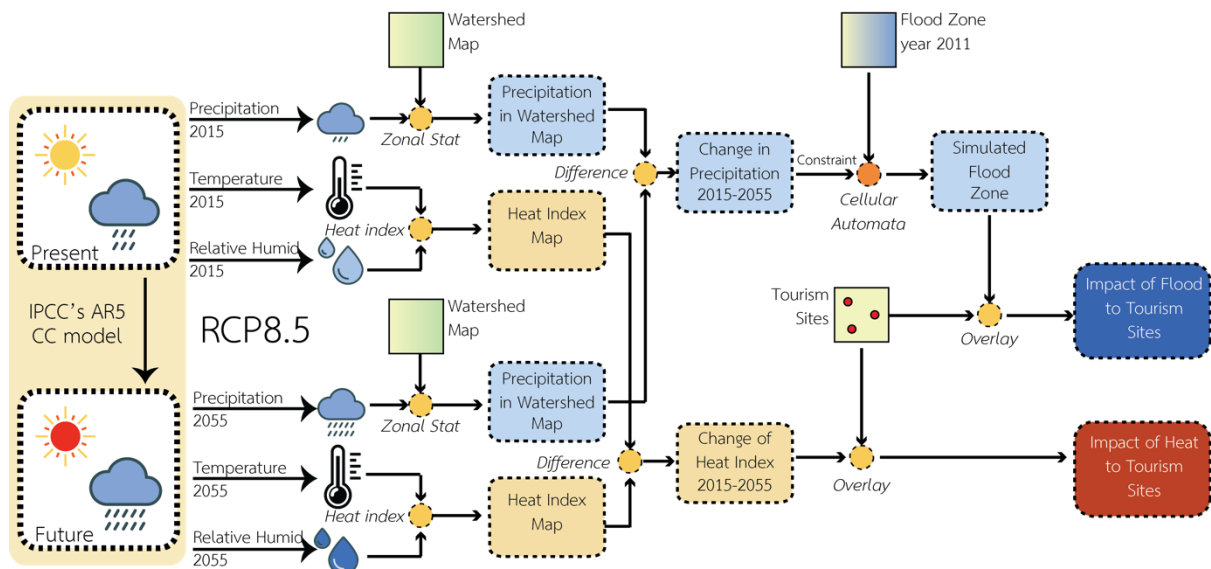 Watershed
Map
Flood Zone
year 2011
Precipitation
2015
Zonal Stat
Precipitation
in Watershed
Map
Difference
Change in
Precipitation
2015-2055
Constraint
Cellular
Automata
Simulated
Flood
Zone
Temperature
2015
Heat index
Heat Index
Map
Present
Relative Humid
2015
IPCC's AR5
CC model
RCP8.5
Watershed
Map
Tourism
Sites
Overlay
Impact of Flood
to Tourism
Sites
Precipitation
2055
Zonal Stat
Precipitation
in Watershed
Map
Difference
Change of
Heat Index
2015-2055
Overlay
Impact of Heat
to Tourism
Sites
Temperature
2055
Heat index
Heat Index
Map
Future
Relative Humid
2055